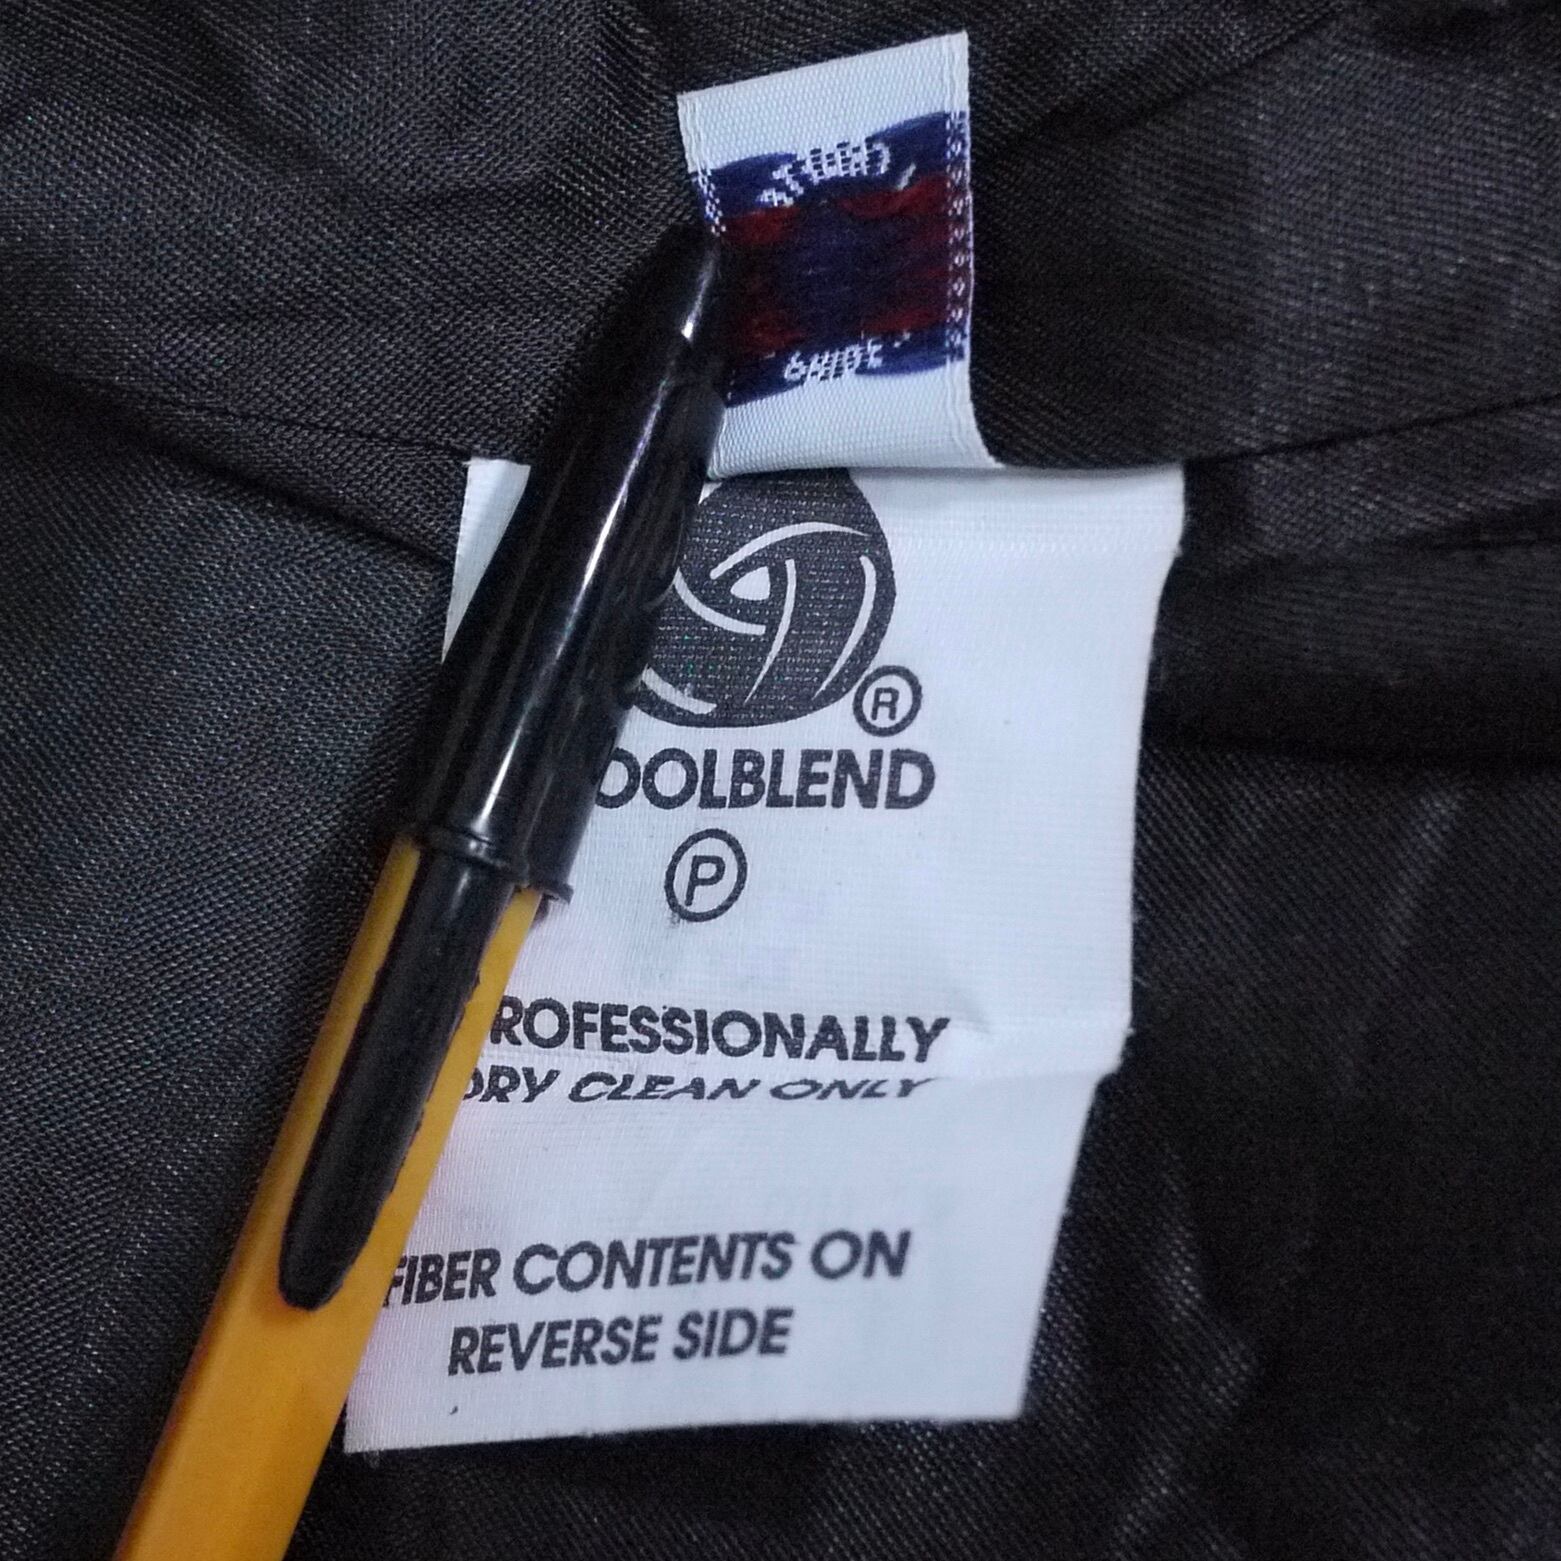 ®
OOLBLEND
P
ROFESSIONALLY
DRY CLEAN ONLY
FIBER CONTENTS ON
REVERSE SIDE